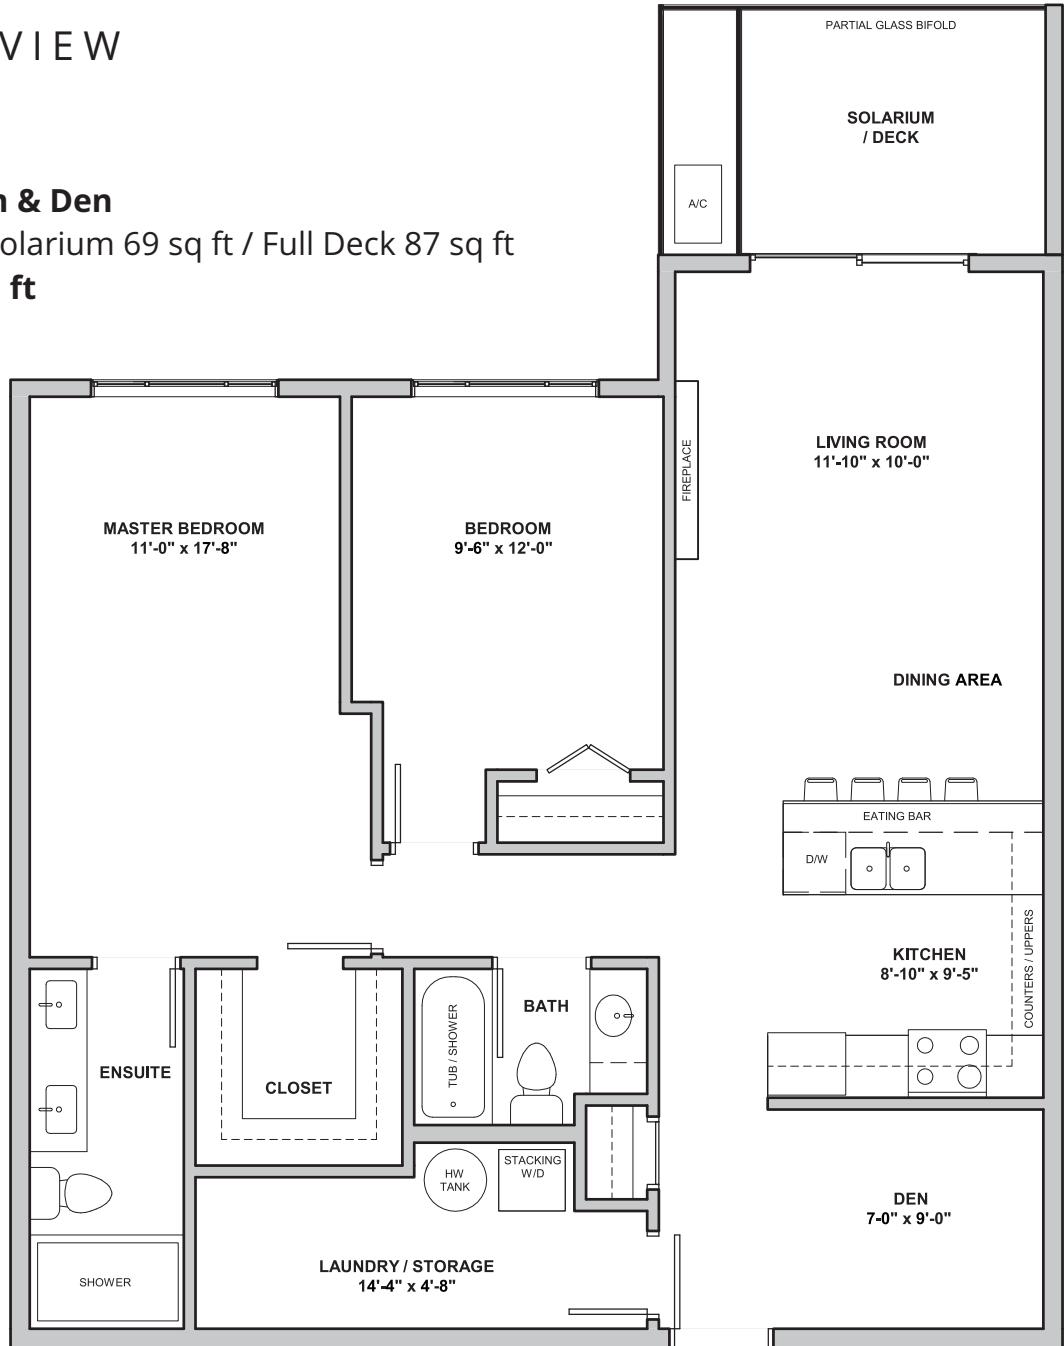 VIEW
& Den
olarium 69 sq ft / Full Deck 87 sq ft
ft
PARTIAL GLASS BIFOLD
SOLARIUM
/ DECK
A/C
LIVING ROOM
11'-10" x 10'-0"
FIREPLACE
MASTER BEDROOM
11'-0" x 17'-8"
BEDROOM
9'-6" x 12'-0"
DINING AREA
EATING BAR
D/W
KITCHEN
8'-10" x 9'-5"
COUNTERS / UPPERS
BATH
TUB / SHOWER
ENSUITE
CLOSET
HW
TANK
STACKING
W/D
DEN
7'-0" x 9'-0"
LAUNDRY / STORAGE
14'-4" x 4'-8"
SHOWER